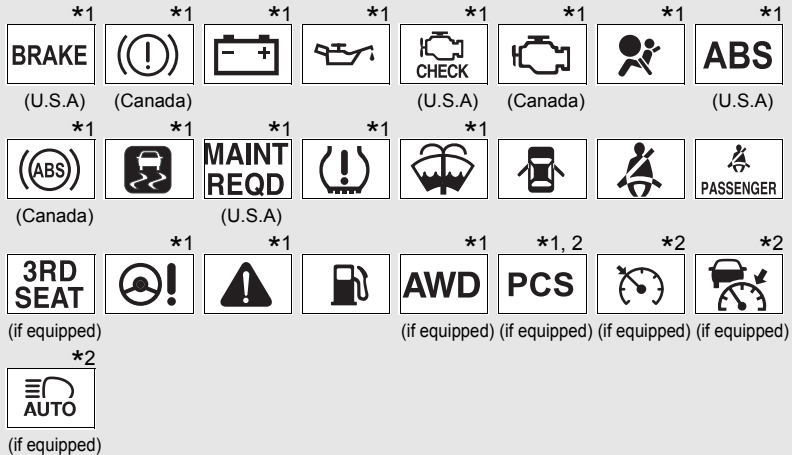 *1 *1 *1 *1 *1 *1 *1 *1
BRAKE - + CHECK ABS
(U.S.A) (Canada) (U.S.A) (Canada) (U.S.A)
*1 *1 *1 *1 *1
ABS MAINT REQD PASSENGER
(Canada) (U.S.A)
*1 *1 *1 *1, 2 *2 *2
3RD SEAT ! AWD PCS
(if equipped) (if equipped) (if equipped) (if equipped) (if equipped)
*2
AUTO
(if equipped)